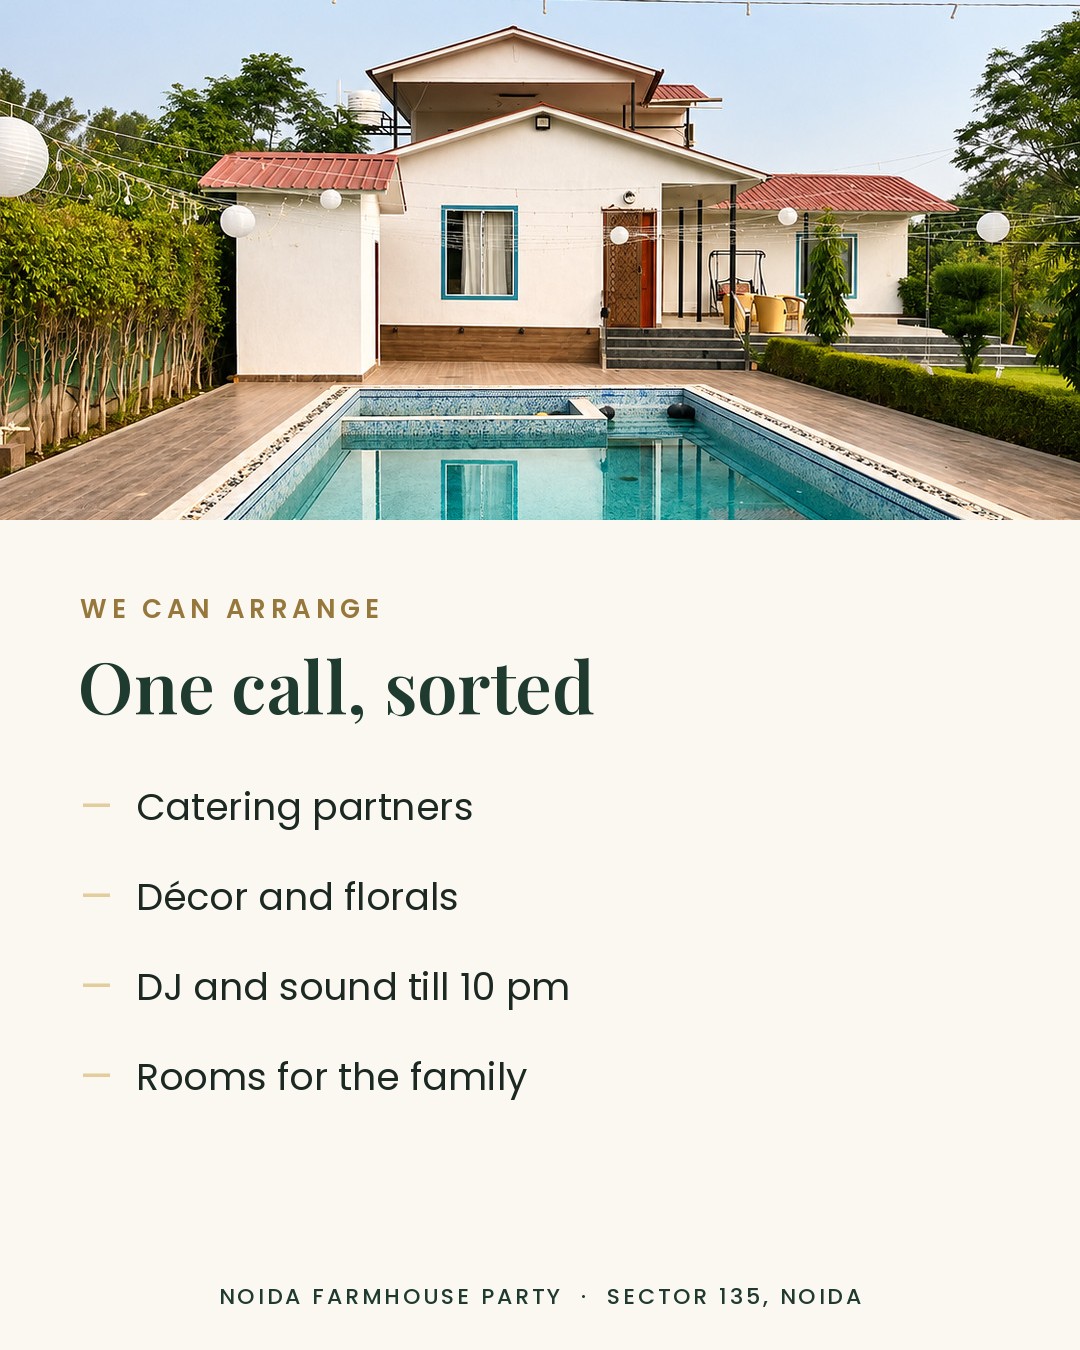 WE CAN ARRANGE
One call, sorted
— Catering partners
— Décor and florals
— DJ and sound till 10 pm
— Rooms for the family
NOIDA FARMHOUSE PARTY · SECTOR 135, NOIDA